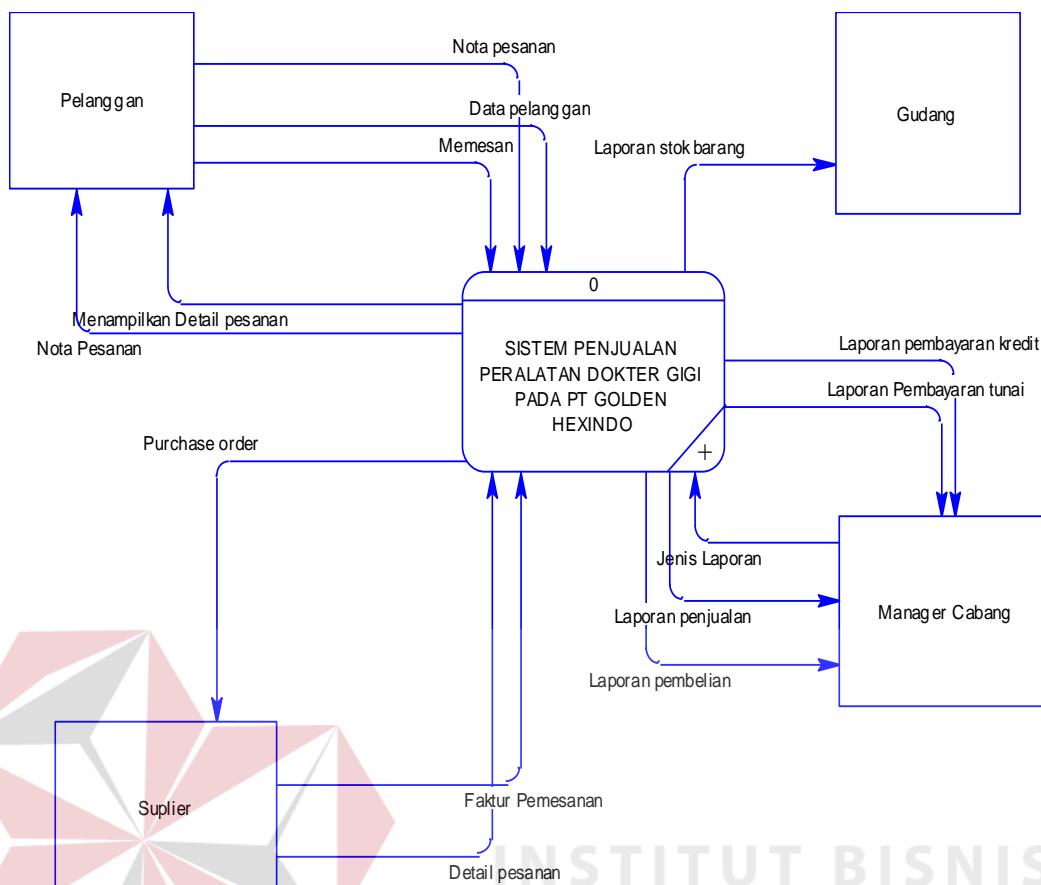 Nota pesanan
Pelanggan
Data pelanggan
Memesan
Laporan stok barang
Gudang
0
Menampilkan Detail pesanan
Nota Pesanan
SISTEM PENJUALAN
PERALATAN DOKTER GIGI
PADA PT GOLDEN
HEXINDO
+
Laporan pembayaran kredit
Laporan Pembayaran tunai
Purchase order
Jenis Laporan
Laporan penjualan
Manager Cabang
Laporan pembelian
Suplier
Faktur Pemesanan
Detail pesanan
INSTITUT BISNIS